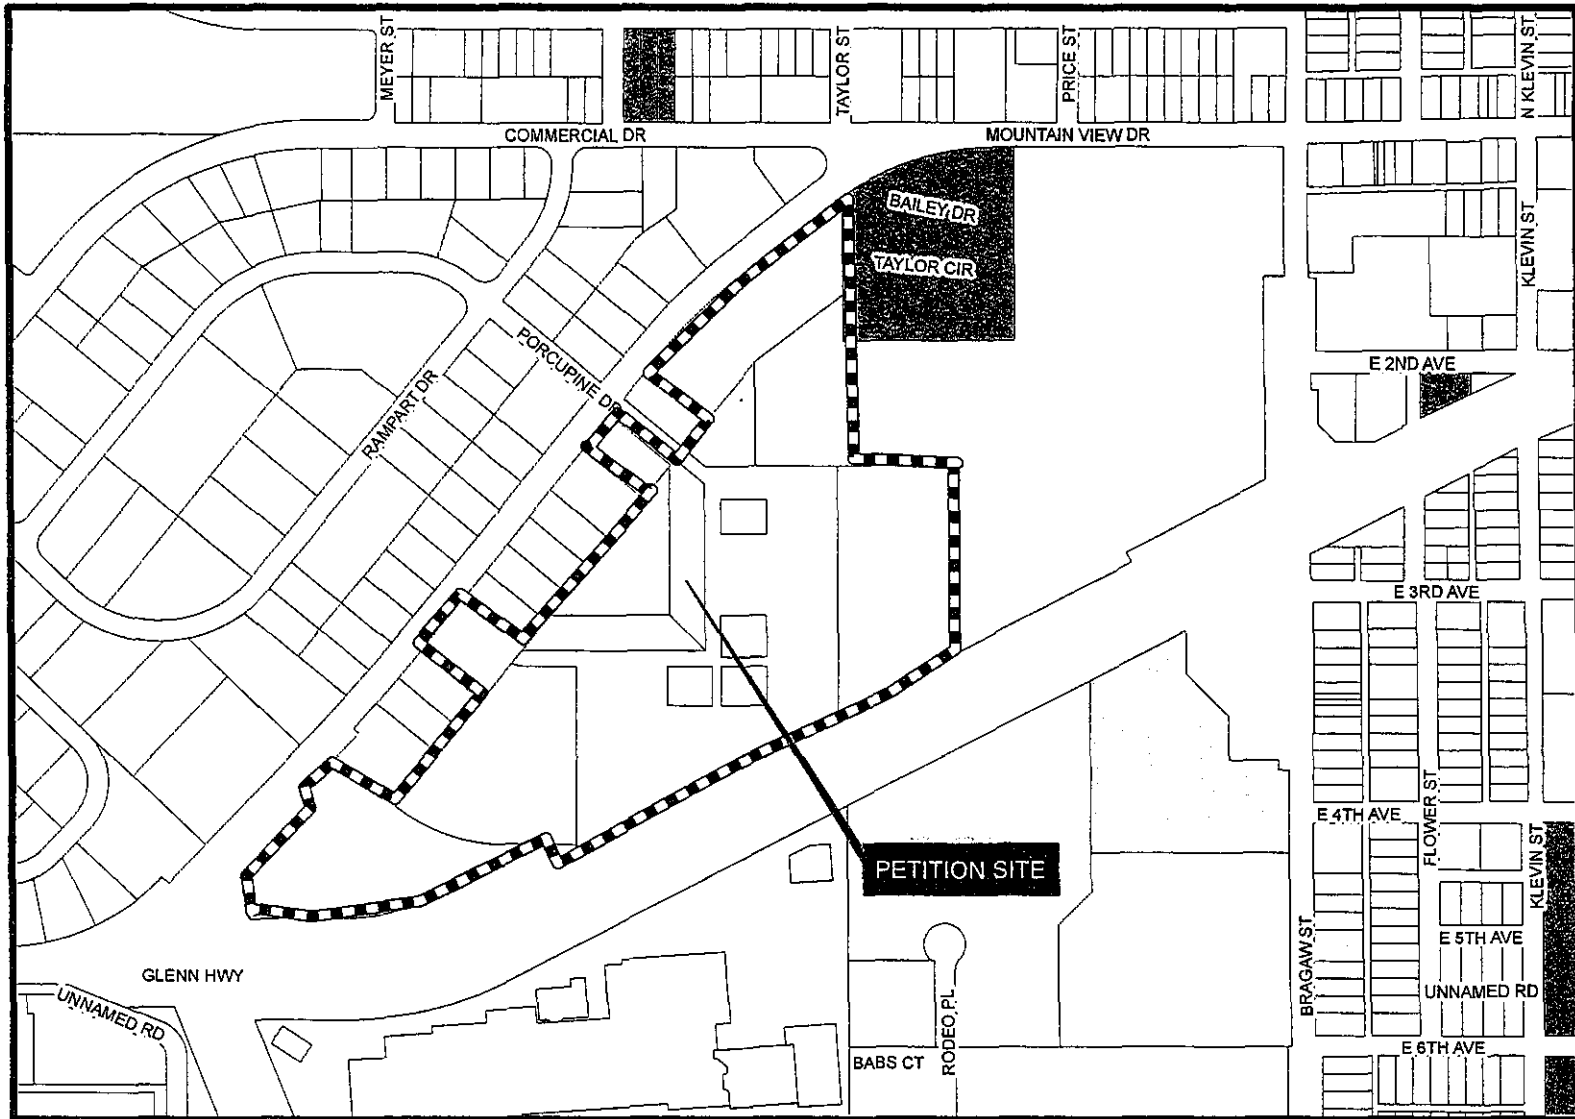 MEYER ST
TAYLOR ST
PRICE ST
N KLEVIN ST
COMMERCIAL DR
MOUNTAIN VIEW DR
BAILEY DR
TAYLOR CIR
KLEVIN ST
PORCUPINE DR
RAMPART DR
E 2ND AVE
E 3RD AVE
E 4TH AVE
FLOWER ST
PETITION SITE
KLEVIN ST
BRAGAW ST
E 5TH AVE
GLENN HWY
UNNAMED RD
UNNAMED RD
RODEO PL
BABS CT
E 6TH AVE